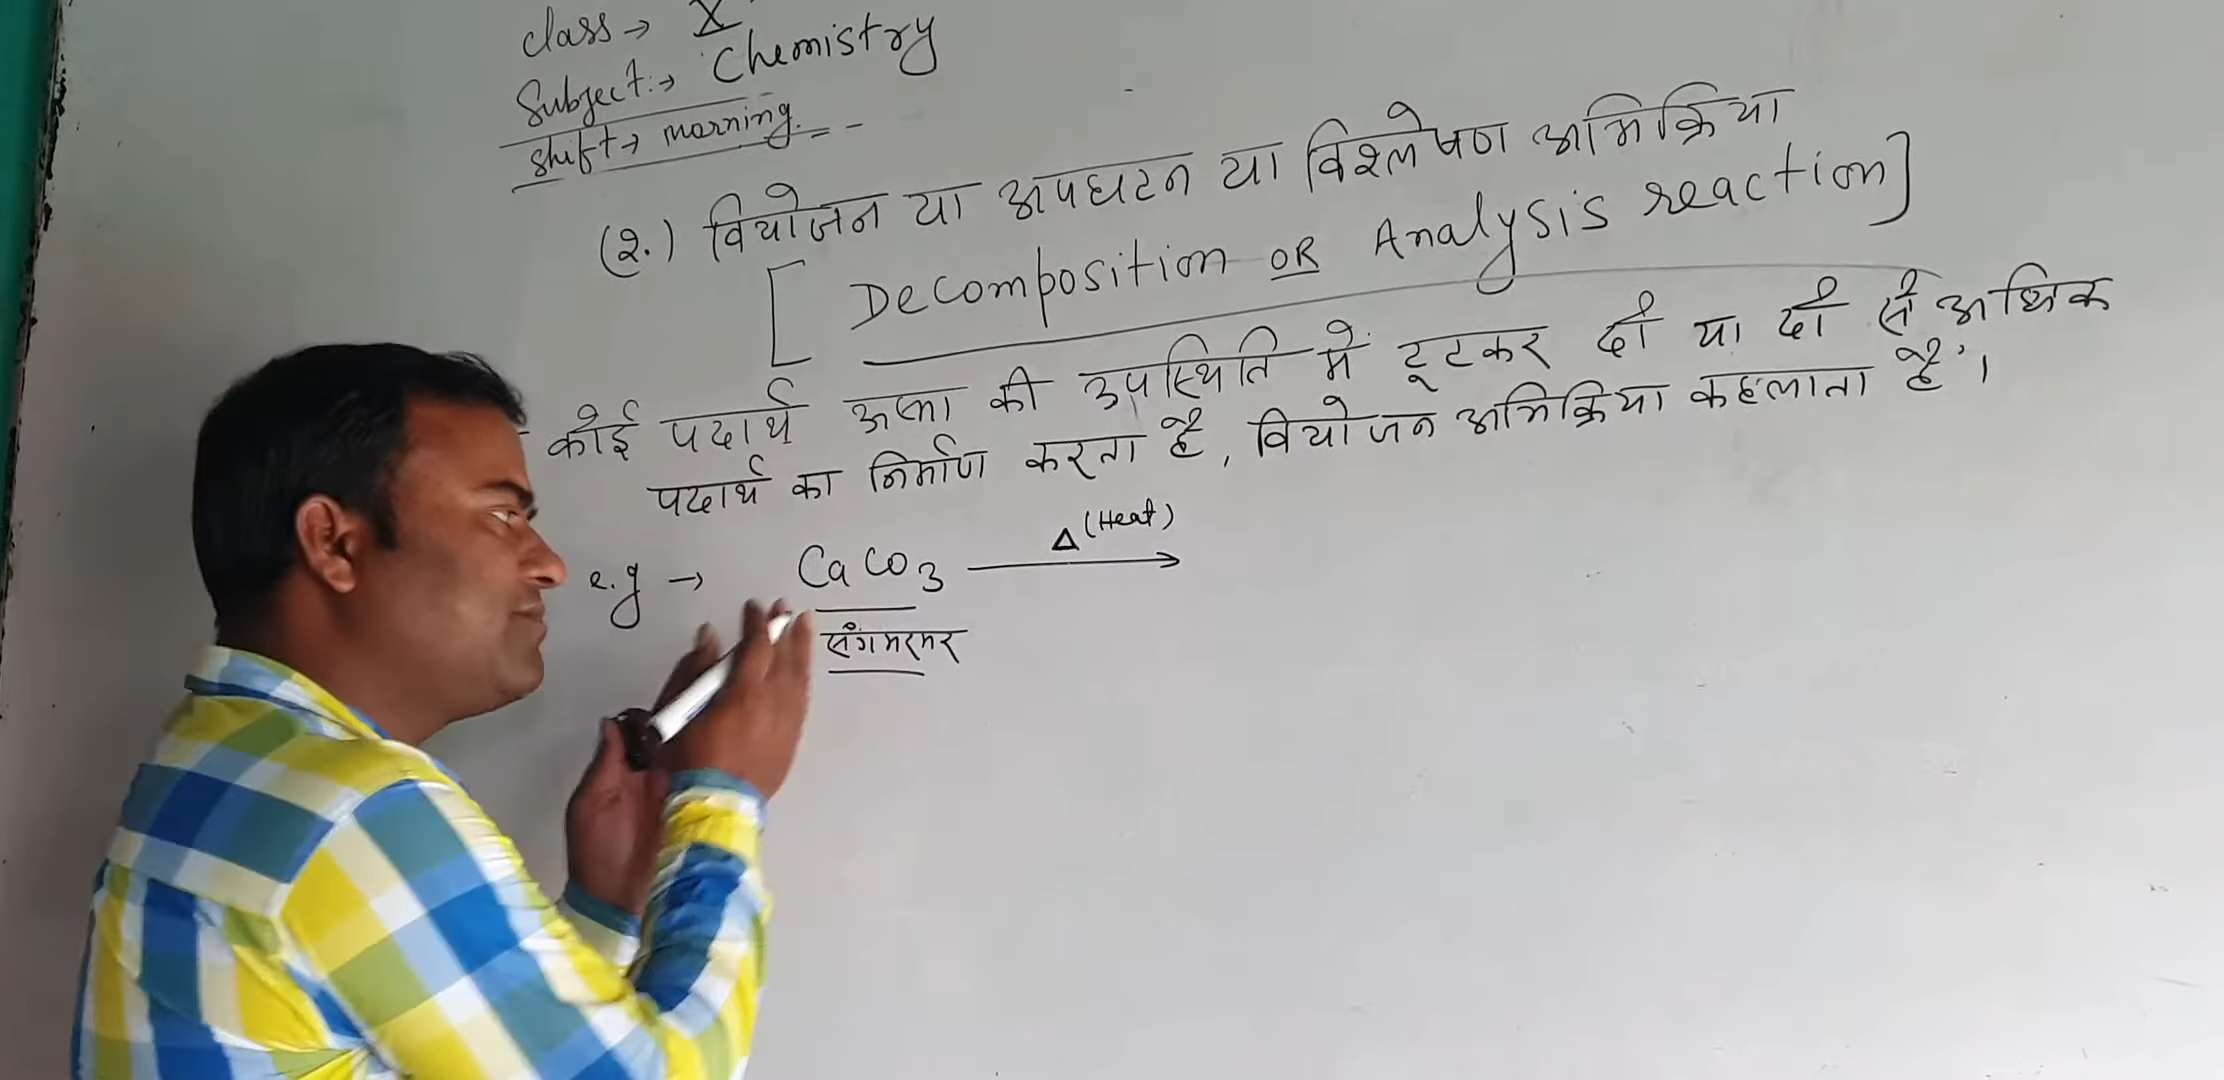 class → X
Subject:→ Chemistry
Shift → morning.
(2.) वियोजन या अपघटन या विश्लेषण अभिक्रिया
[ Decomposition OR Analysis reaction]
- कोई पदार्थ ऊष्मा की उपस्थिति में टूटकर दो या दो से अधिक
पदार्थ का निर्माण करता है, वियोजन अभिक्रिया कहलाता है।
e.g → CaCO3 Δ (Heat) →
संगमरमर